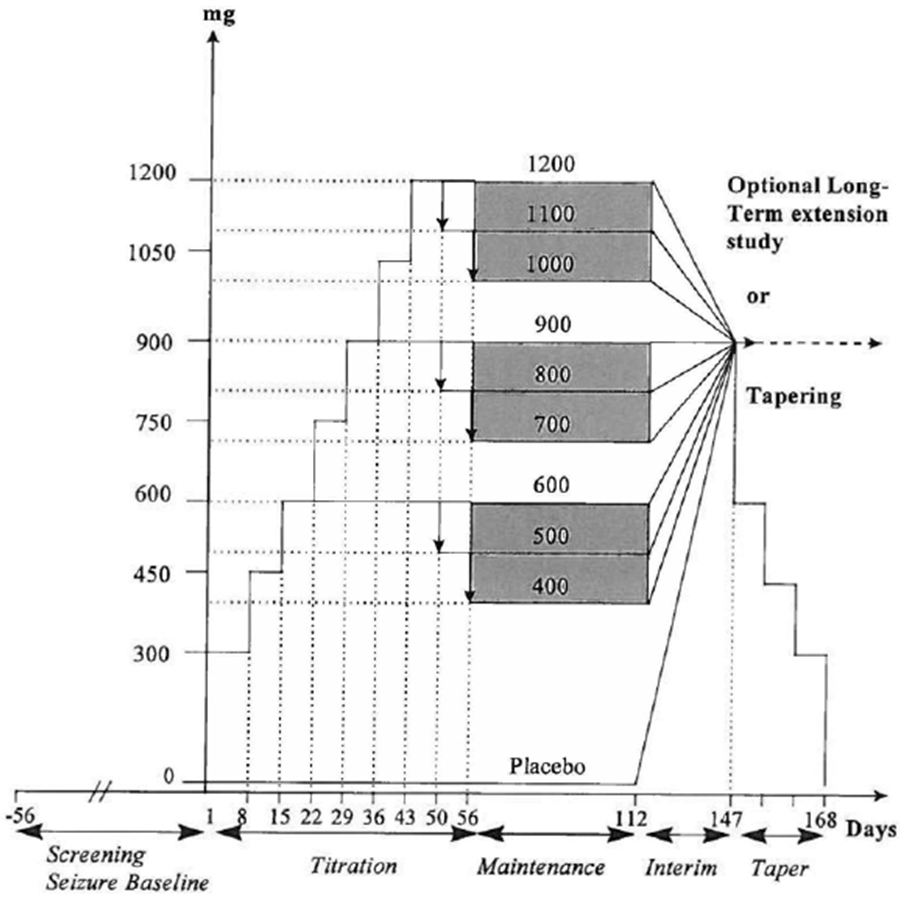 mg
1200
1050
900
750
600
450
300
0
1200
1100
1000
900
800
700
600
500
400
Placebo
Optional Long-
Term extension
study
or
Tapering
-56 1 8 15 22 29 36 43 50 56 112 147 168 Days
Screening
Seizure Baseline
Titration Maintenance Interim Taper